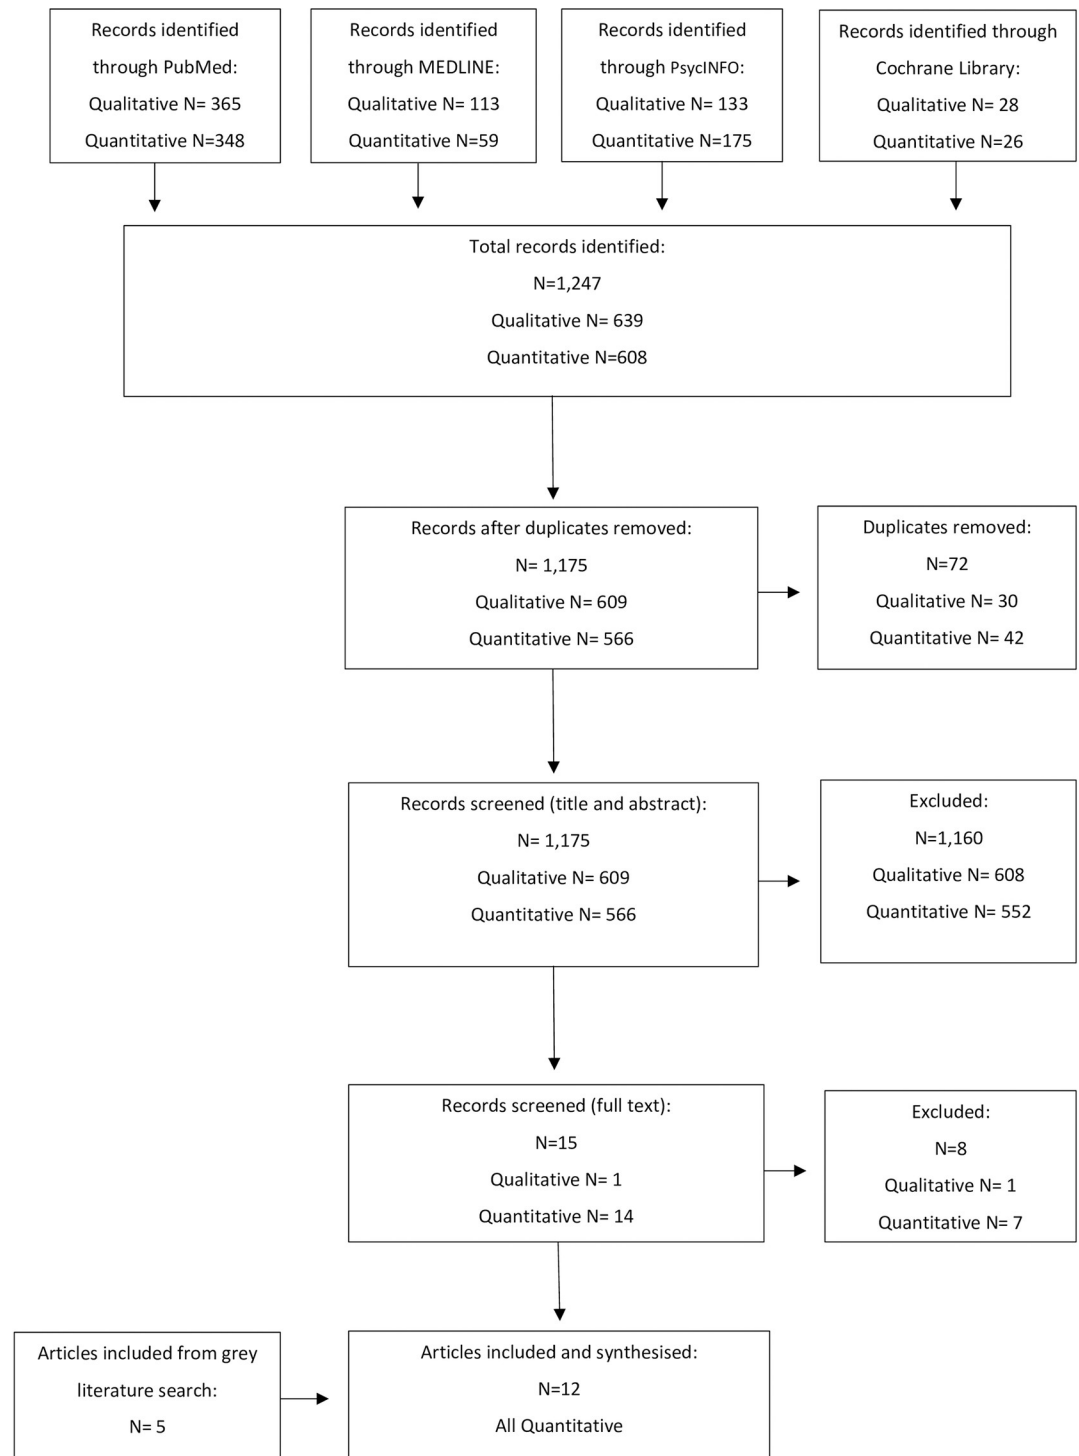 Records identified
through PubMed:
Qualitative N= 365
Quantitative N=348
Records identified
through MEDLINE:
Qualitative N= 113
Quantitative N=59
Records identified
through PsycINFO:
Qualitative N= 133
Quantitative N=175
Records identified through
Cochrane Library:
Qualitative N= 28
Quantitative N=26
Total records identified:
N=1,247
Qualitative N= 639
Quantitative N=608
Records after duplicates removed:
N= 1,175
Qualitative N= 609
Quantitative N= 566
Duplicates removed:
N=72
Qualitative N= 30
Quantitative N= 42
Records screened (title and abstract):
N= 1,175
Qualitative N= 609
Quantitative N= 566
Excluded:
N=1,160
Qualitative N= 608
Quantitative N= 552
Records screened (full text):
N=15
Qualitative N= 1
Quantitative N= 14
Excluded:
N=8
Qualitative N= 1
Quantitative N= 7
Articles included from grey
literature search:
N= 5
Articles included and synthesised:
N=12
All Quantitative